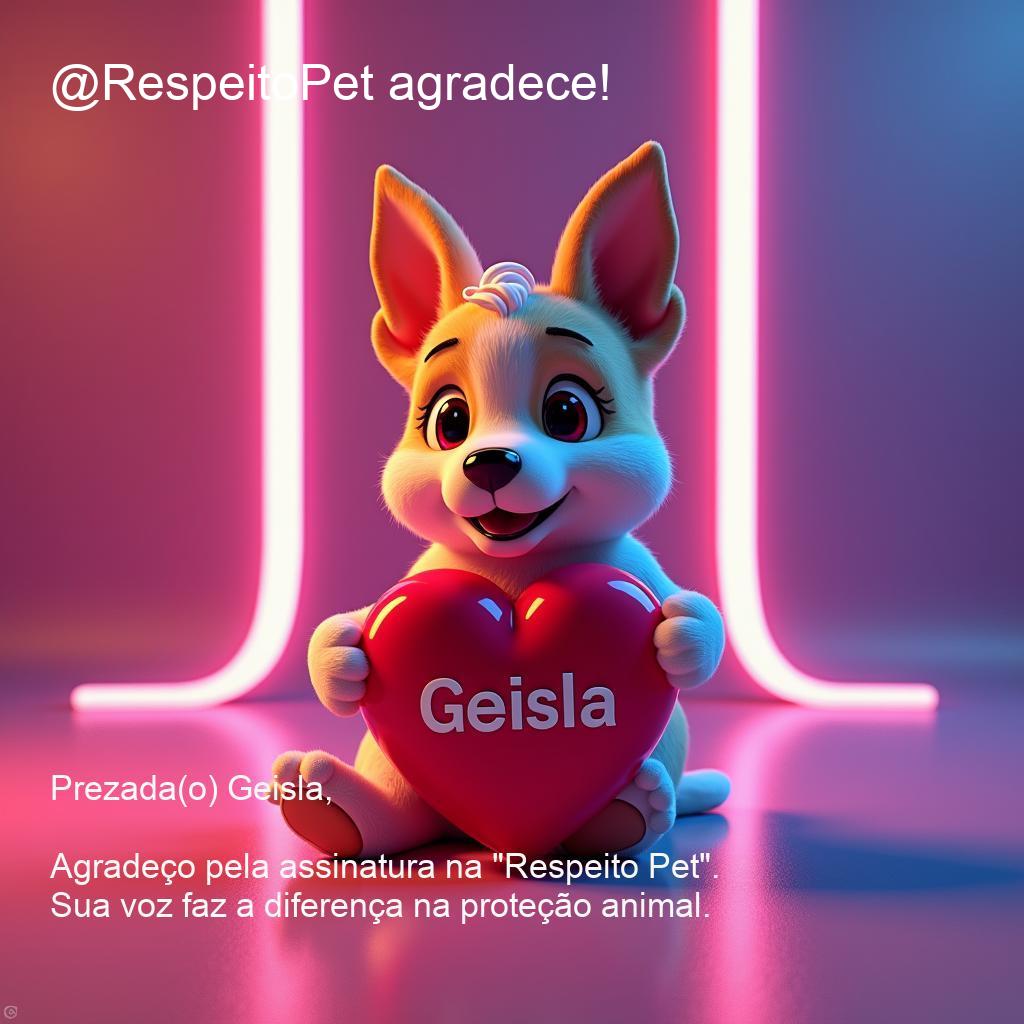 @RespeitoPet agradece!
Geisla
Prezada(o) Geisla,
Agradeço pela assinatura na "Respeito Pet".
Sua voz faz a diferença na proteção animal.